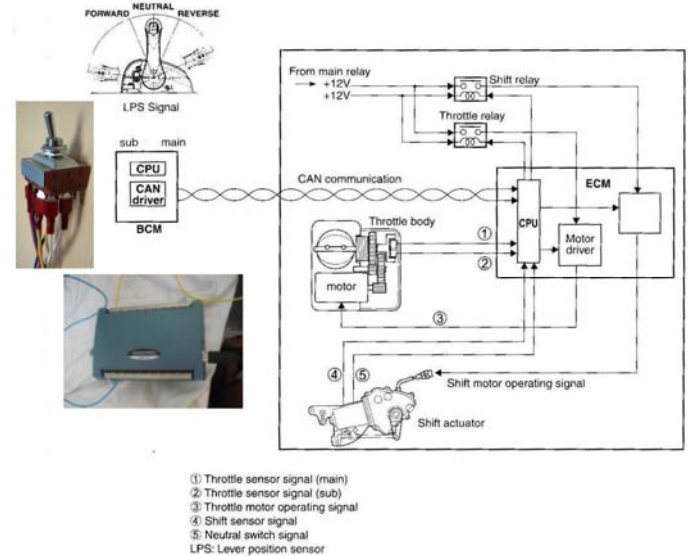 FORWARD NEUTRAL REVERSE
LPS Signal
sub main
CPU
CAN
driver
BCM
CAN communication
From main relay
+12V
+12V
Shift relay
Throttle relay
ECM
CPU
Motor
driver
Throttle body
motor
①
②
③
④ ⑤
Shift motor operating signal
Shift actuator
① Throttle sensor signal (main)
② Throttle sensor signal (sub)
③ Throttle motor operating signal
④ Shift sensor signal
⑤ Neutral switch signal
LPS: Lever position sensor